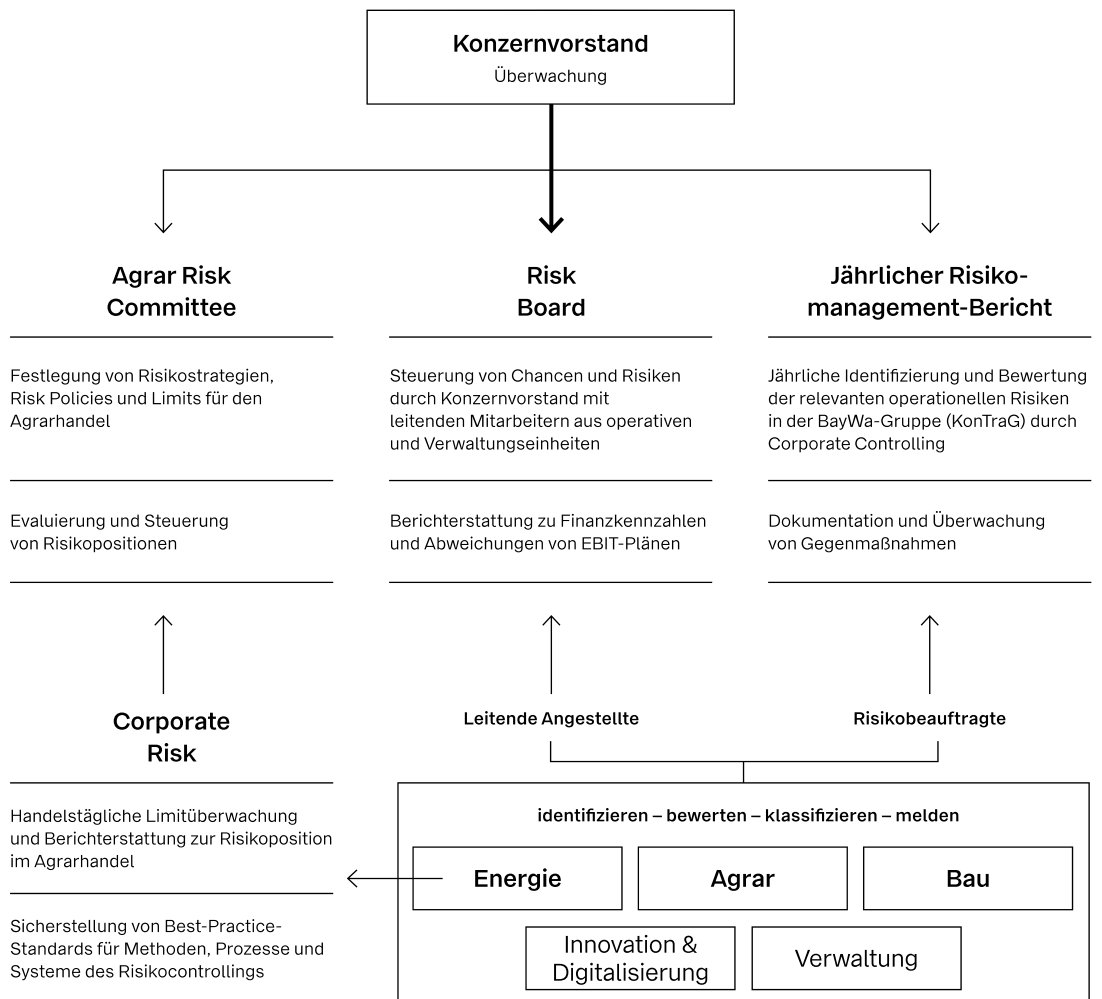 Konzernvorstand
Überwachung
Agrar Risk
Committee
Festlegung von Risikostrategien,
Risk Policies und Limits für den
Agrarhandel
Evaluierung und Steuerung
von Risikopositionen
Risk
Board
Steuerung von Chancen und Risiken
durch Konzernvorstand mit
leitenden Mitarbeitern aus operativen
und Verwaltungseinheiten
Berichterstattung zu Finanzkennzahlen
und Abweichungen von EBIT-Plänen
Jährlicher Risiko-
management-Bericht
Jährliche Identifizierung und Bewertung
der relevanten operationellen Risiken
in der BayWa-Gruppe (KonTraG) durch
Corporate Controlling
Dokumentation und Überwachung
von Gegenmaßnahmen
Corporate
Risk
Handelstägliche Limitüberwachung
und Berichterstattung zur Risikoposition
im Agrarhandel
Sicherstellung von Best-Practice-
Standards für Methoden, Prozesse und
Systeme des Risikocontrollings
Leitende Angestellte
Risikobeauftragte
identifizieren – bewerten – klassifizieren – melden
Energie
Agrar
Bau
Innovation &
Digitalisierung
Verwaltung